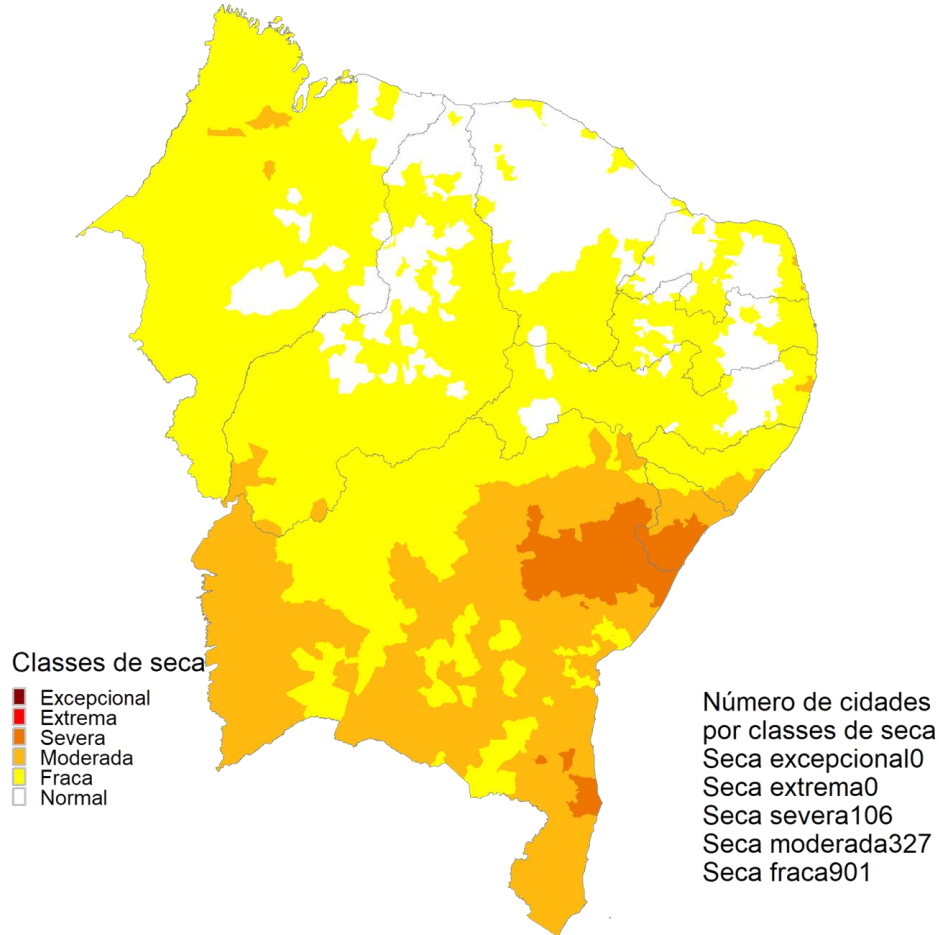 Classes de seca
Excepcional
Extrema
Severa
Moderada
Fraca
Normal
Número de cidades
por classes de seca
Seca excepcional0
Seca extrema0
Seca severa106
Seca moderada327
Seca fraca901